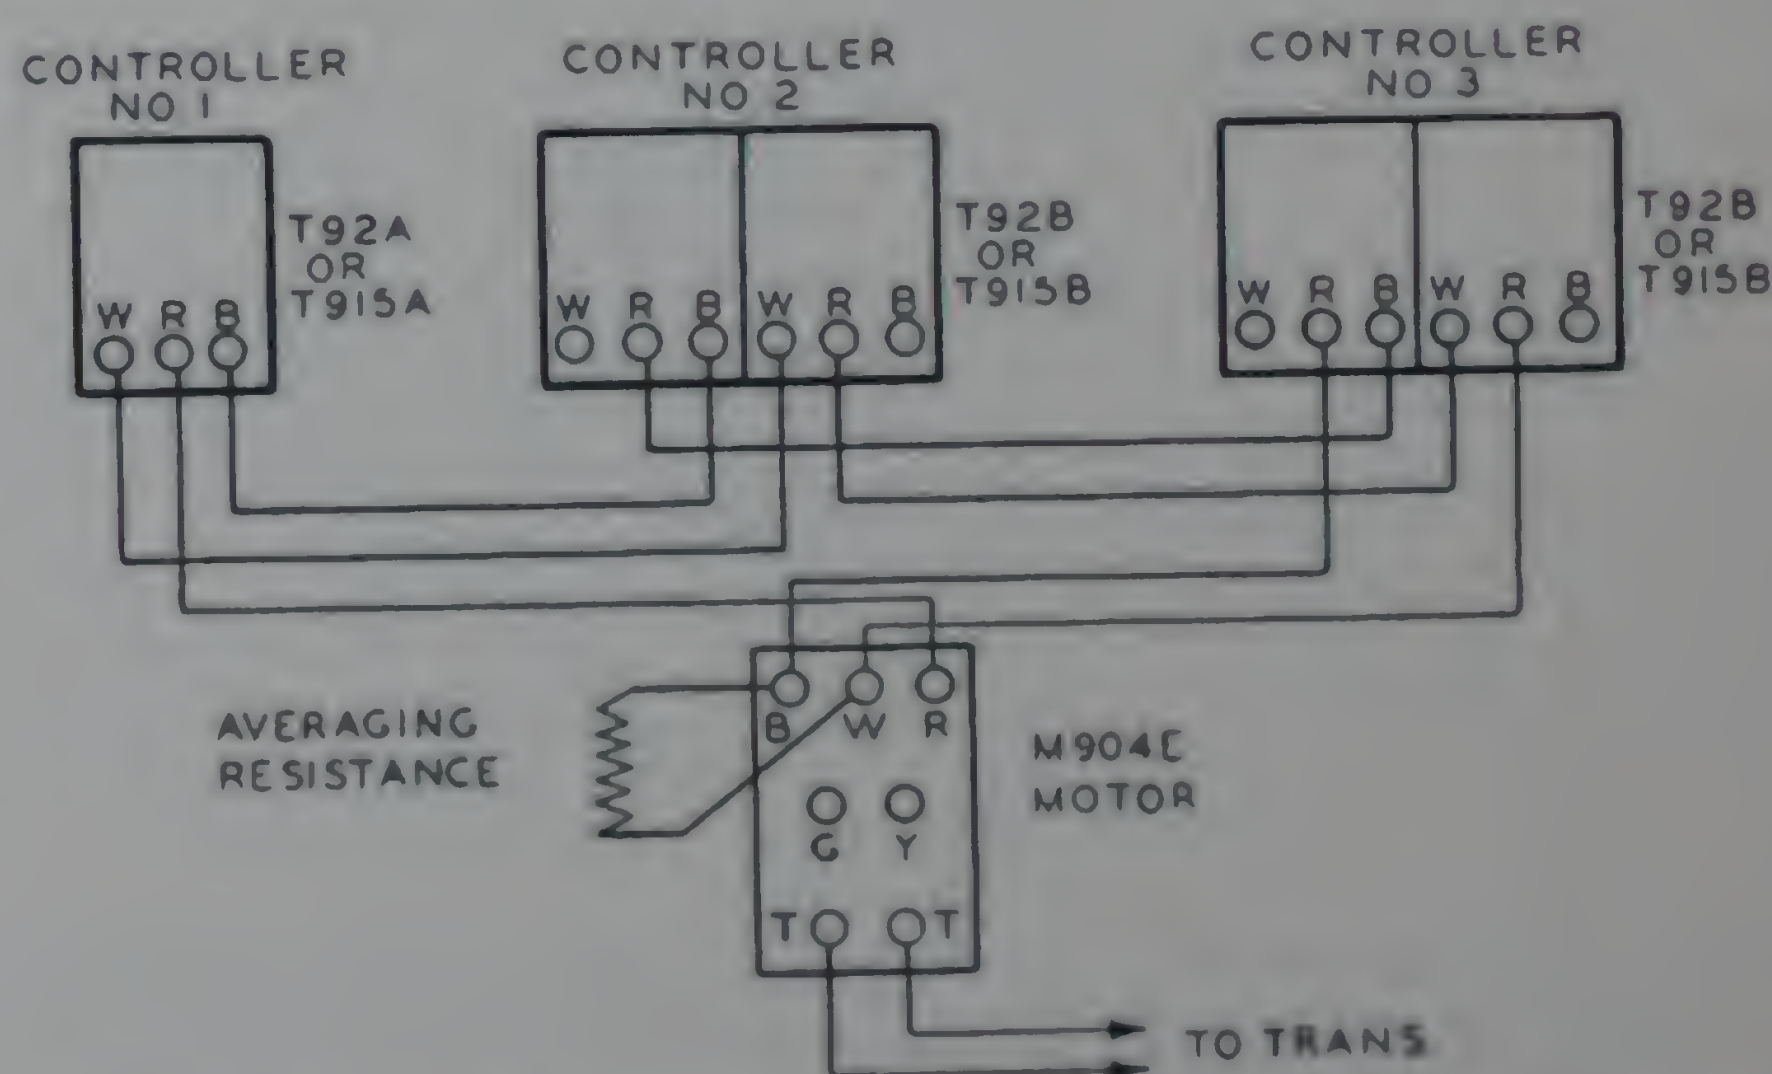 CONTROLLER
NO 1
CONTROLLER
NO 2
CONTROLLER
NO 3
T92A
OR
T915A
W R B
T92B
OR
T915B
W R B W R B
T92B
OR
T915B
W R B W R B
AVERAGING
RESISTANCE
B W R
G Y
T T
M904E
MOTOR
TO TRANS